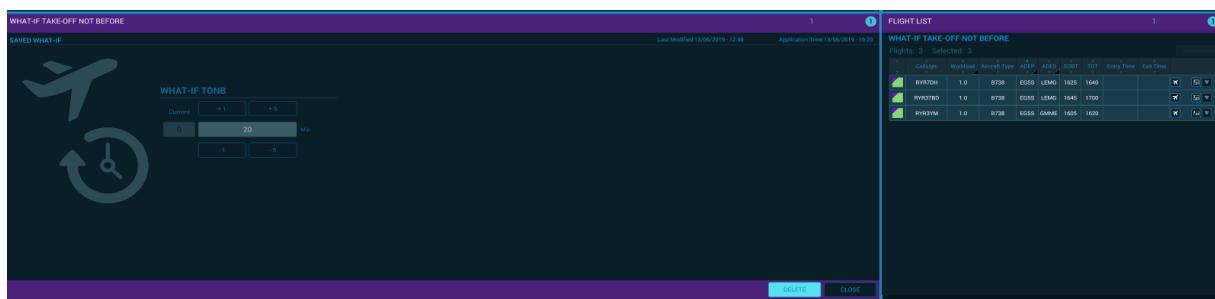 WHAT-IF TAKE-OFF NOT BEFORE 1 1
SAVED WHAT-IF Last Modified 13/06/2019 - 12:49 Application Time 13/06/2019 - 16:20
WHAT-IF TONB
Current + 1 + 5
0 20 Min
- 1 - 5
DELETE CLOSE
FLIGHT LIST 1
WHAT-IF TAKE-OFF NOT BEFORE
Flights: 3 Selected: 3
Callsign Workload Aircraft Type ADEP ADES EOBT TOT Entry Time Exit Time
RYR7DH 1.0 B738 EGSS LEMG 1625 1640
RYR37BD 1.0 B738 EGSS LEMG 1645 1700
RYR3YM 1.0 B738 EGSS GMME 1605 1620